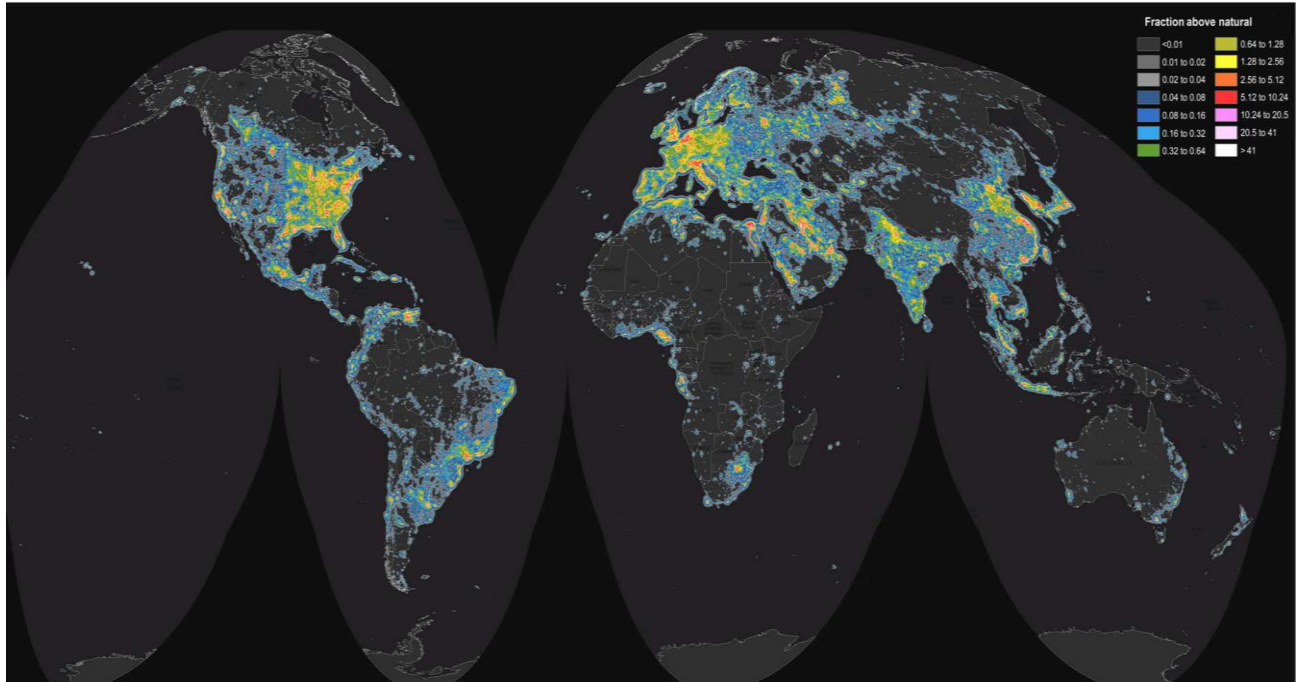 Fraction above natural
<0.01
0.01 to 0.02
0.02 to 0.04
0.04 to 0.08
0.08 to 0.16
0.16 to 0.32
0.32 to 0.64
0.64 to 1.28
1.28 to 2.56
2.56 to 5.12
5.12 to 10.24
10.24 to 20.5
20.5 to 41
> 41